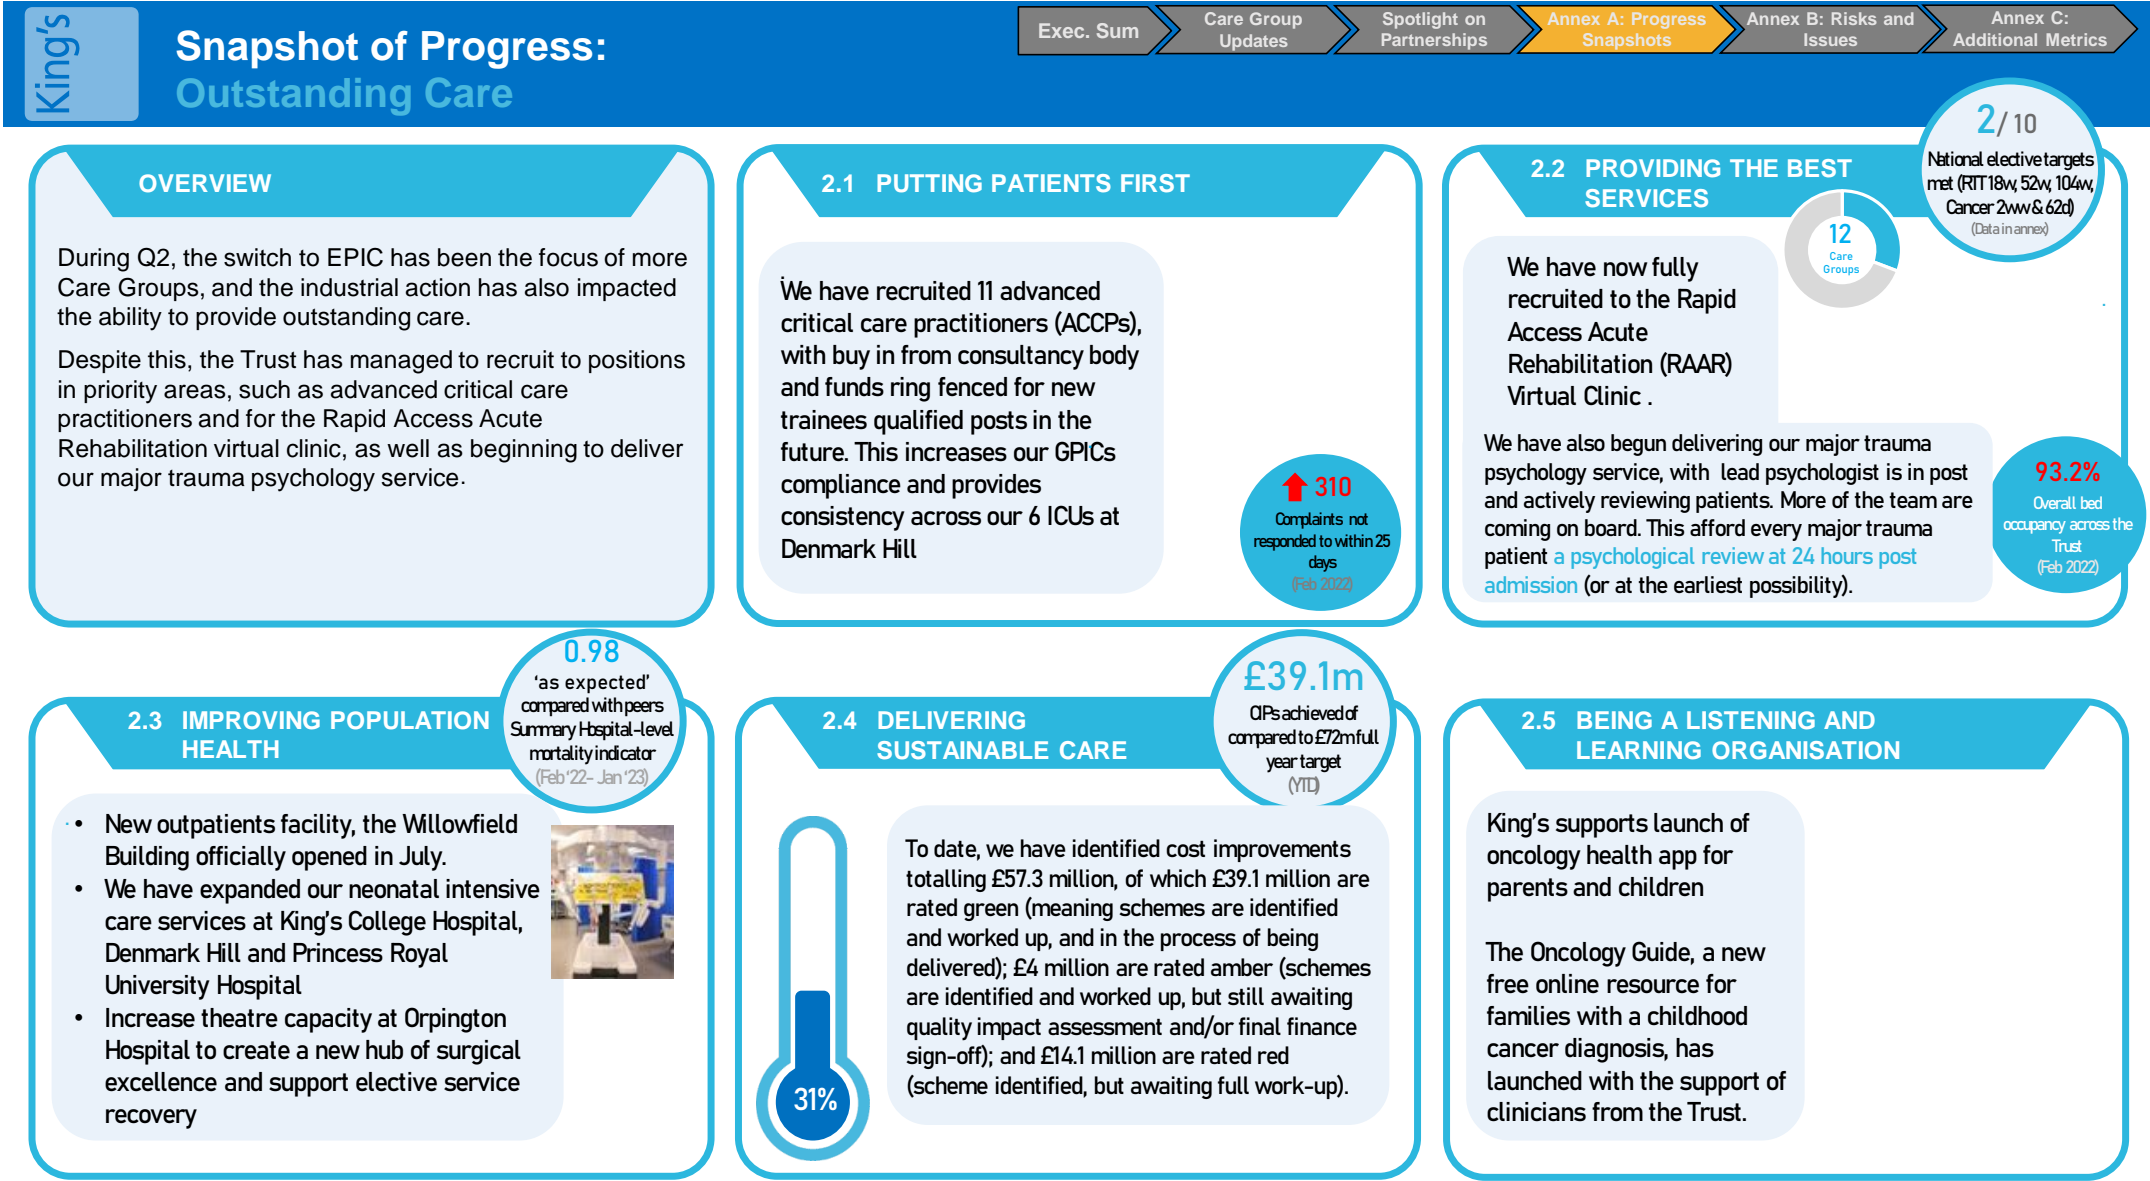 King's
Snapshot of Progress:
Outstanding Care
Exec. Sum
Care Group
Updates
Spotlight on
Partnerships
Annex A: Progress
Snapshots
Annex B: Risks and
Issues
Annex C:
Additional Metrics
OVERVIEW
During Q2, the switch to EPIC has been the focus of more
Care Groups, and the industrial action has also impacted
the ability to provide outstanding care.
Despite this, the Trust has managed to recruit to positions
in priority areas, such as advanced critical care
practitioners and for the Rapid Access Acute
Rehabilitation virtual clinic, as well as beginning to deliver
our major trauma psychology service.
2.1 PUTTING PATIENTS FIRST
We have recruited 11 advanced
critical care practitioners (ACCPs),
with buy in from consultancy body
and funds ring fenced for new
trainees qualified posts in the
future. This increases our GPICs
compliance and provides
consistency across our 6 ICUs at
Denmark Hill
310
Complaints not
responded to within 25
days
(Feb 2022)
2.2 PROVIDING THE BEST
SERVICES
2/ 10
National elective targets
met (RTT 18w, 52w, 104w,
Cancer 2ww & 62d)
(Data in annex)
12
Care
Groups
We have now fully
recruited to the Rapid
Access Acute
Rehabilitation (RAAR)
Virtual Clinic .
We have also begun delivering our major trauma
psychology service, with lead psychologist is in post
and actively reviewing patients. More of the team are
coming on board. This afford every major trauma
patient a psychological review at 24 hours post
admission (or at the earliest possibility).
93.2%
Overall bed
occupancy across the
Trust
(Feb 2022)
2.3 IMPROVING POPULATION
HEALTH
0.98
'as expected'
compared with peers
Summary Hospital-level
mortality indicator
(Feb '22- Jan '23)
• New outpatients facility, the Willowfield
Building officially opened in July.
• We have expanded our neonatal intensive
care services at King's College Hospital,
Denmark Hill and Princess Royal
University Hospital
• Increase theatre capacity at Orpington
Hospital to create a new hub of surgical
excellence and support elective service
recovery
2.4 DELIVERING
SUSTAINABLE CARE
£39.1m
CIPs achieved of
compared to £72m full
year target
(YTD)
31%
To date, we have identified cost improvements
totalling £57.3 million, of which £39.1 million are
rated green (meaning schemes are identified
and worked up, and in the process of being
delivered); £4 million are rated amber (schemes
are identified and worked up, but still awaiting
quality impact assessment and/or final finance
sign-off); and £14.1 million are rated red
(scheme identified, but awaiting full work-up).
2.5 BEING A LISTENING AND
LEARNING ORGANISATION
King's supports launch of
oncology health app for
parents and children
The Oncology Guide, a new
free online resource for
families with a childhood
cancer diagnosis, has
launched with the support of
clinicians from the Trust.